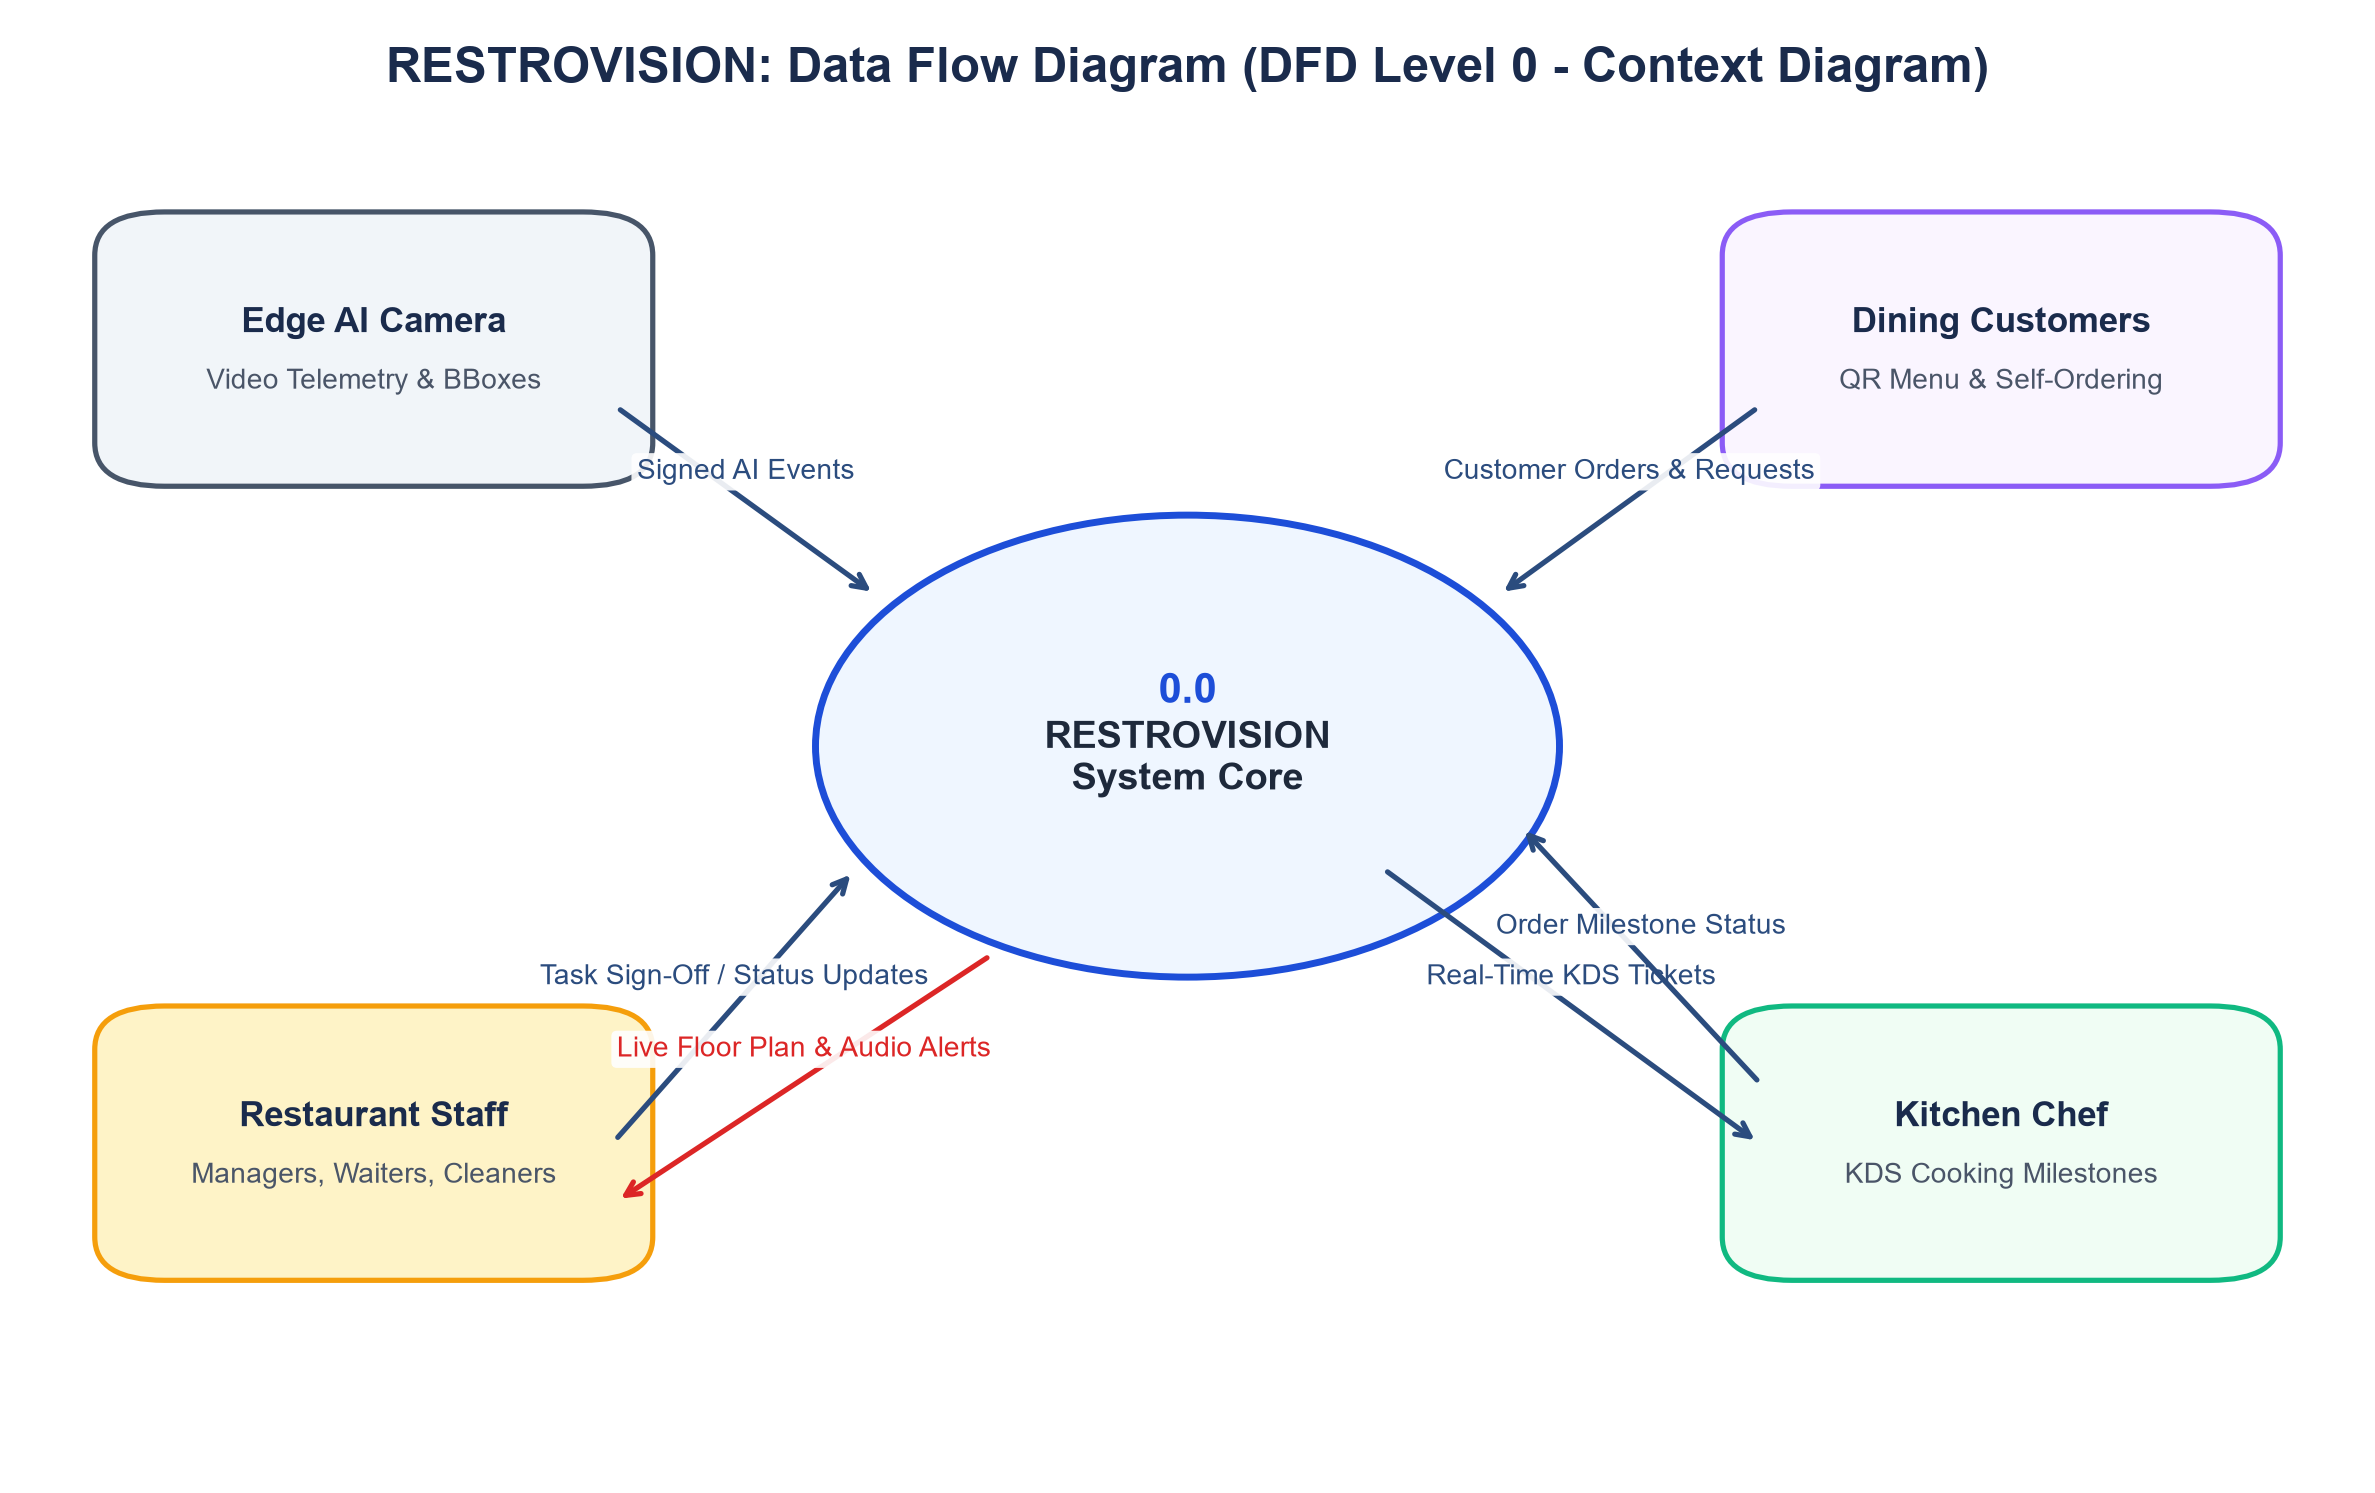 RESTROVISION: Data Flow Diagram (DFD Level 0 - Context Diagram)
Edge AI Camera
Video Telemetry & BBoxes
Dining Customers
QR Menu & Self-Ordering
Signed AI Events
Customer Orders & Requests
0.0
RESTROVISION
System Core
Order Milestone Status
Task Sign-Off / Status Updates
Real-Time KDS Tickets
Live Floor Plan & Audio Alerts
Restaurant Staff
Managers, Waiters, Cleaners
Kitchen Chef
KDS Cooking Milestones